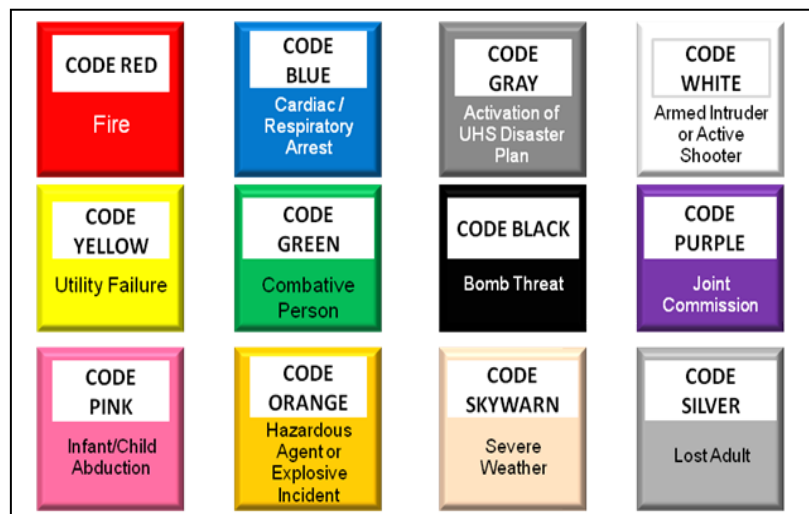 CODE RED
Fire
CODE
BLUE
Cardiac /
Respiratory
Arrest
CODE
GRAY
Activation of
UHS Disaster
Plan
CODE
WHITE
Armed Intruder
or Active
Shooter
CODE
YELLOW
Utility Failure
CODE
GREEN
Combative
Person
CODE BLACK
Bomb Threat
CODE
PURPLE
Joint
Commission
CODE
PINK
Infant/Child
Abduction
CODE
ORANGE
Hazardous
Agent or
Explosive
Incident
CODE
SKYWARN
Severe
Weather
CODE
SILVER
Lost Adult